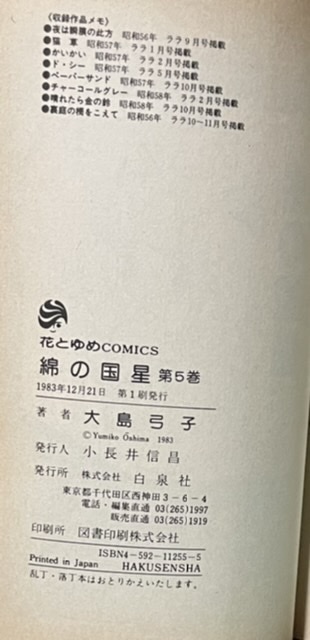 《収録作品メモ》
●夜は瞬膜の此方 昭和56年 ララ9月号掲載
●猫草 昭和57年 ララ1月号掲載
●かいかい 昭和57年 ララ2月号掲載
●ド・シー 昭和57年 ララ5月号掲載
●ペーパーサンド 昭和57年 ララ10月号掲載
●チャーコールグレー 昭和58年 ララ2月号掲載
●晴れたら金の鈴 昭和58年 ララ10月号掲載
●裏庭の柵をこえて 昭和56年 ララ10〜11月号掲載
花とゆめCOMICS
綿の国星 第5巻
1983年12月21日 第1刷発行
著者 大島弓子
©Yumiko Ōshima 1983
発行人 小長井信昌
発行所 株式会社 白泉社
東京都千代田区西神田3-6-4
電話・編集直通 03(265)1997
販売直通 03(265)1919
印刷所 図書印刷株式会社
ISBN4-592-11255-5
Printed in Japan HAKUSENSHA
乱丁・落丁本はおとりかえいたします。